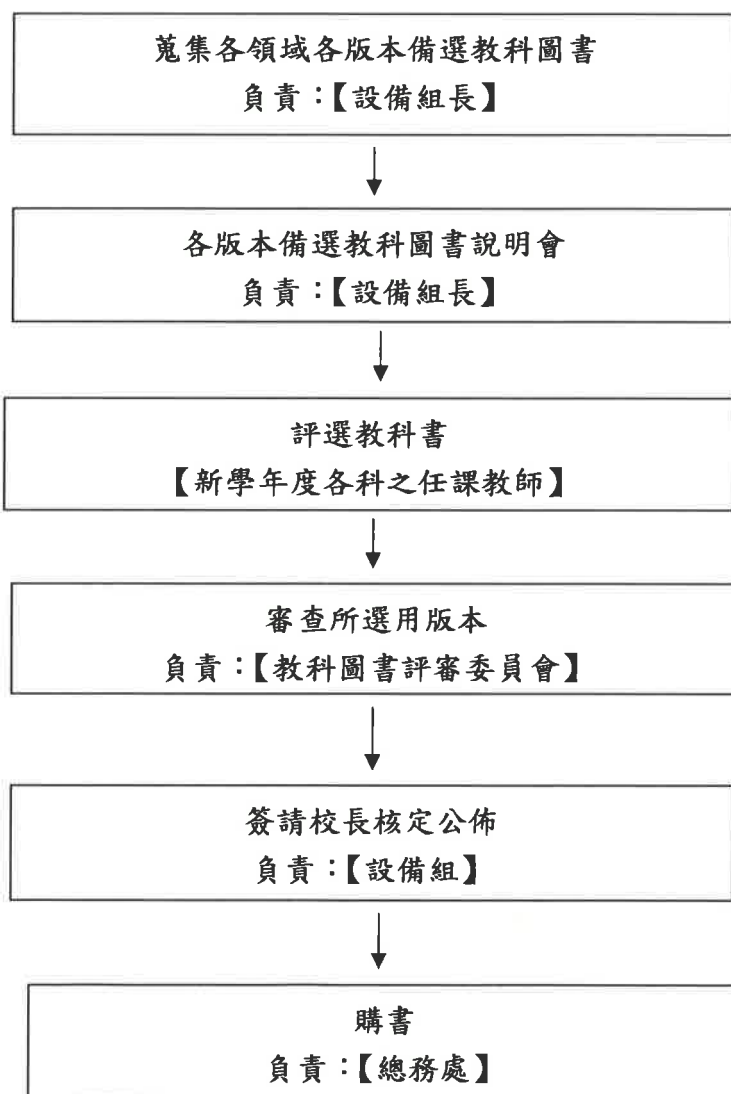 蒐集各領域各版本備選教科圖書
負責：【設備組長】
各版本備選教科圖書說明會
負責：【設備組長】
評選教科書
【新學年度各科之任課教師】
審查所選用版本
負責：【教科圖書評審委員會】
簽請校長核定公佈
負責：【設備組】
購書
負責：【總務處】